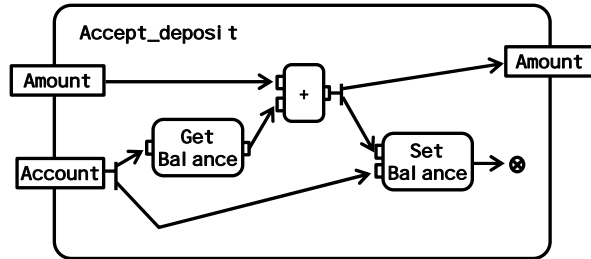 Accept_deposit
Amount
Amount
+
Get
Balance
Account
Set
Balance